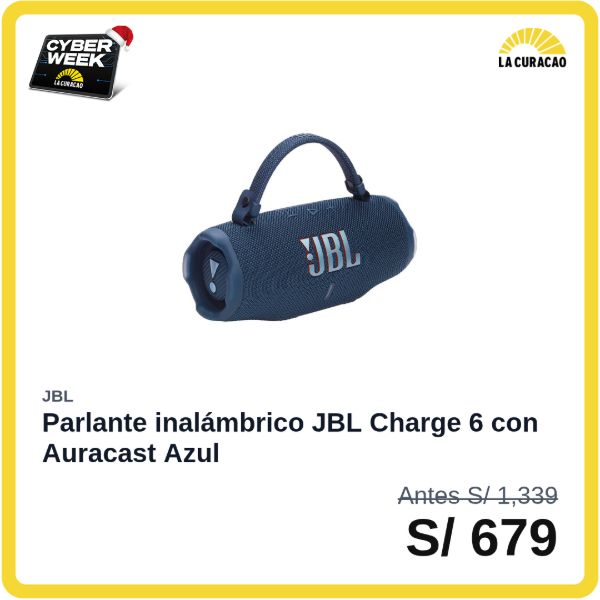 CYBER
WEEK
LA CURACAO
LA CURACAO
JBL
JBL
Parlante inalámbrico JBL Charge 6 con
Auracast Azul
Antes S/ 1,339
S/ 679